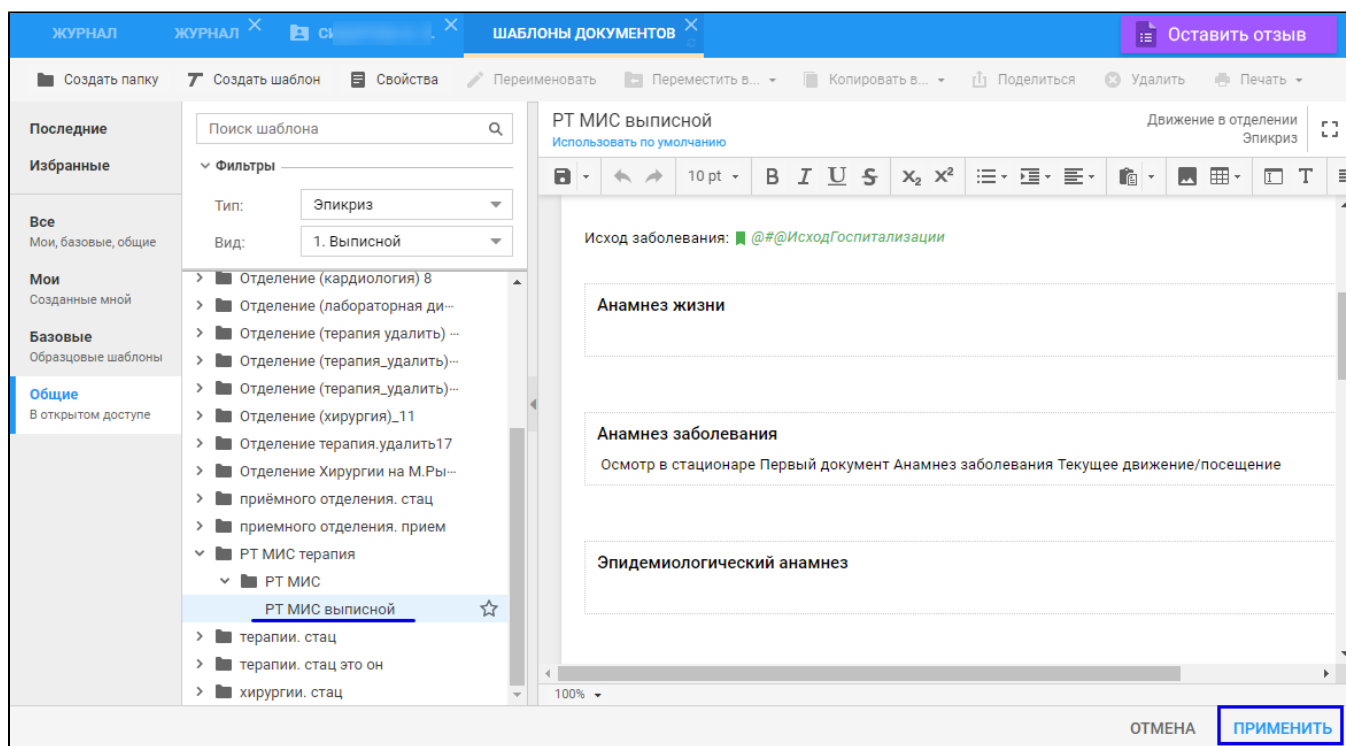 ЖУРНАЛ
ЖУРНАЛ
ШАБЛОНЫ ДОКУМЕНТОВ
Оставить отзыв
Создать папку
Создать шаблон
Свойства
Переименовать
Переместить в...
Копировать в...
Поделиться
Удалить
Печать
Последние
Избранные
Все
Мои, базовые, общие
Мои
Созданные мной
Базовые
Образцовые шаблоны
Общие
В открытом доступе
Поиск шаблона
Фильтры
Тип: Эпикриз
Вид: 1. Выписной
Отделение (кардиология) 8
Отделение (лабораторная ди...
Отделение (терапия удалить) ...
Отделение (терапия_удалить)...
Отделение (терапия_удалить)...
Отделение (хирургия)_11
Отделение терапия.удалить17
Отделение Хирургии на М.Ры...
приёмного отделения. стац
приемного отделения. прием
РТ МИС терапия
РТ МИС
РТ МИС выписной
терапии. стац
терапии. стац это он
хирургии. стац
РТ МИС выписной
Использовать по умолчанию
Движение в отделении
Эпикриз
10 pt B I U S X₂ X² T
Исход заболевания: @#@ИсходГоспитализации
Анамнез жизни
Анамнез заболевания
Осмотр в стационаре Первый документ Анамнез заболевания Текущее движение/посещение
Эпидемиологический анамнез
100%
ОТМЕНА
ПРИМЕНИТЬ